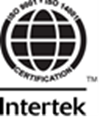 ISO 9001 • ISO 14001
CERTIFICATION
TM
Intertek